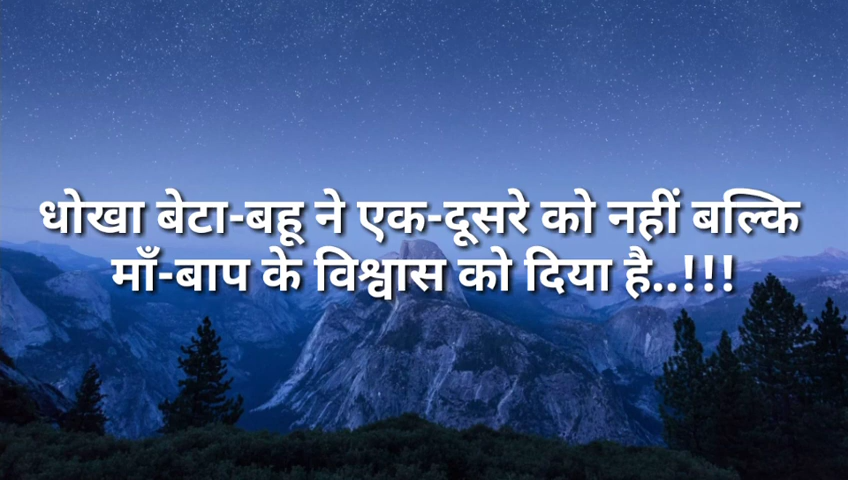 धोखा बेटा-बहू ने एक-दूसरे को नहीं बल्कि
माँ-बाप के विश्वास को दिया है..!!!